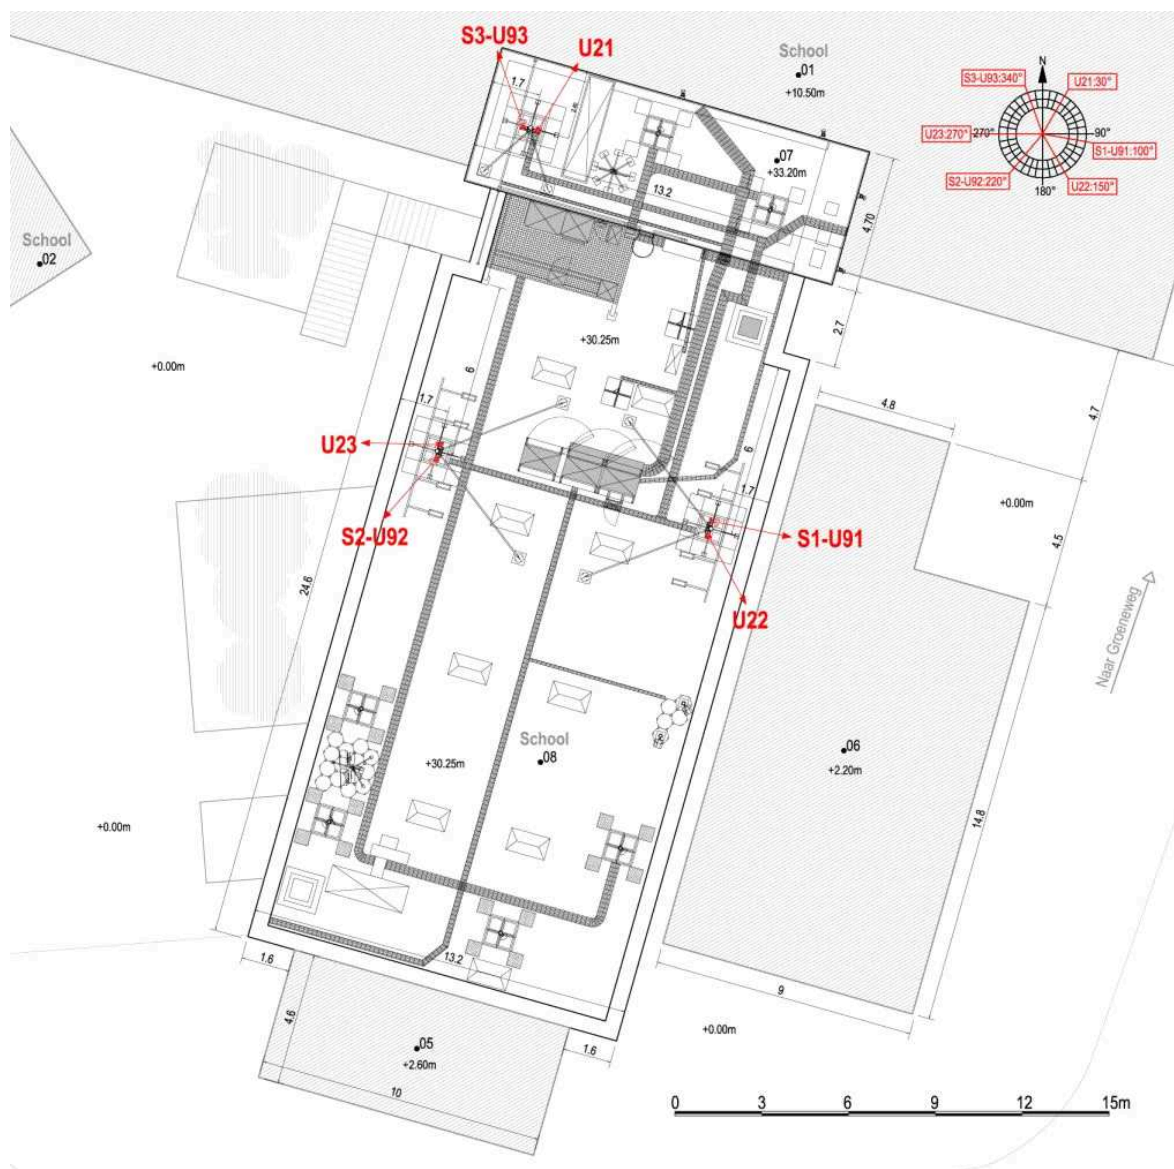 S3-U93
U21
School
01
+10.50m
N
S3-U93:340°
U21:30°
U23:270°
270°
90°
S1-U91:100°
S2-U92:220°
180°
U22:150°
1.7
07
+33.20m
13.2
4.70
School
02
2.7
+30.25m
+0.00m
6
1.7
4.8
4.7
U23
6
1.7
+0.00m
S2-U92
S1-U91
4.5
24.6
U22
Naar Groeneweg
School
08
06
+2.20m
+30.25m
14.8
+0.00m
13.2
1.6
9
4.6
+0.00m
05
1.6
+2.60m
10
0 3 6 9 12 15m